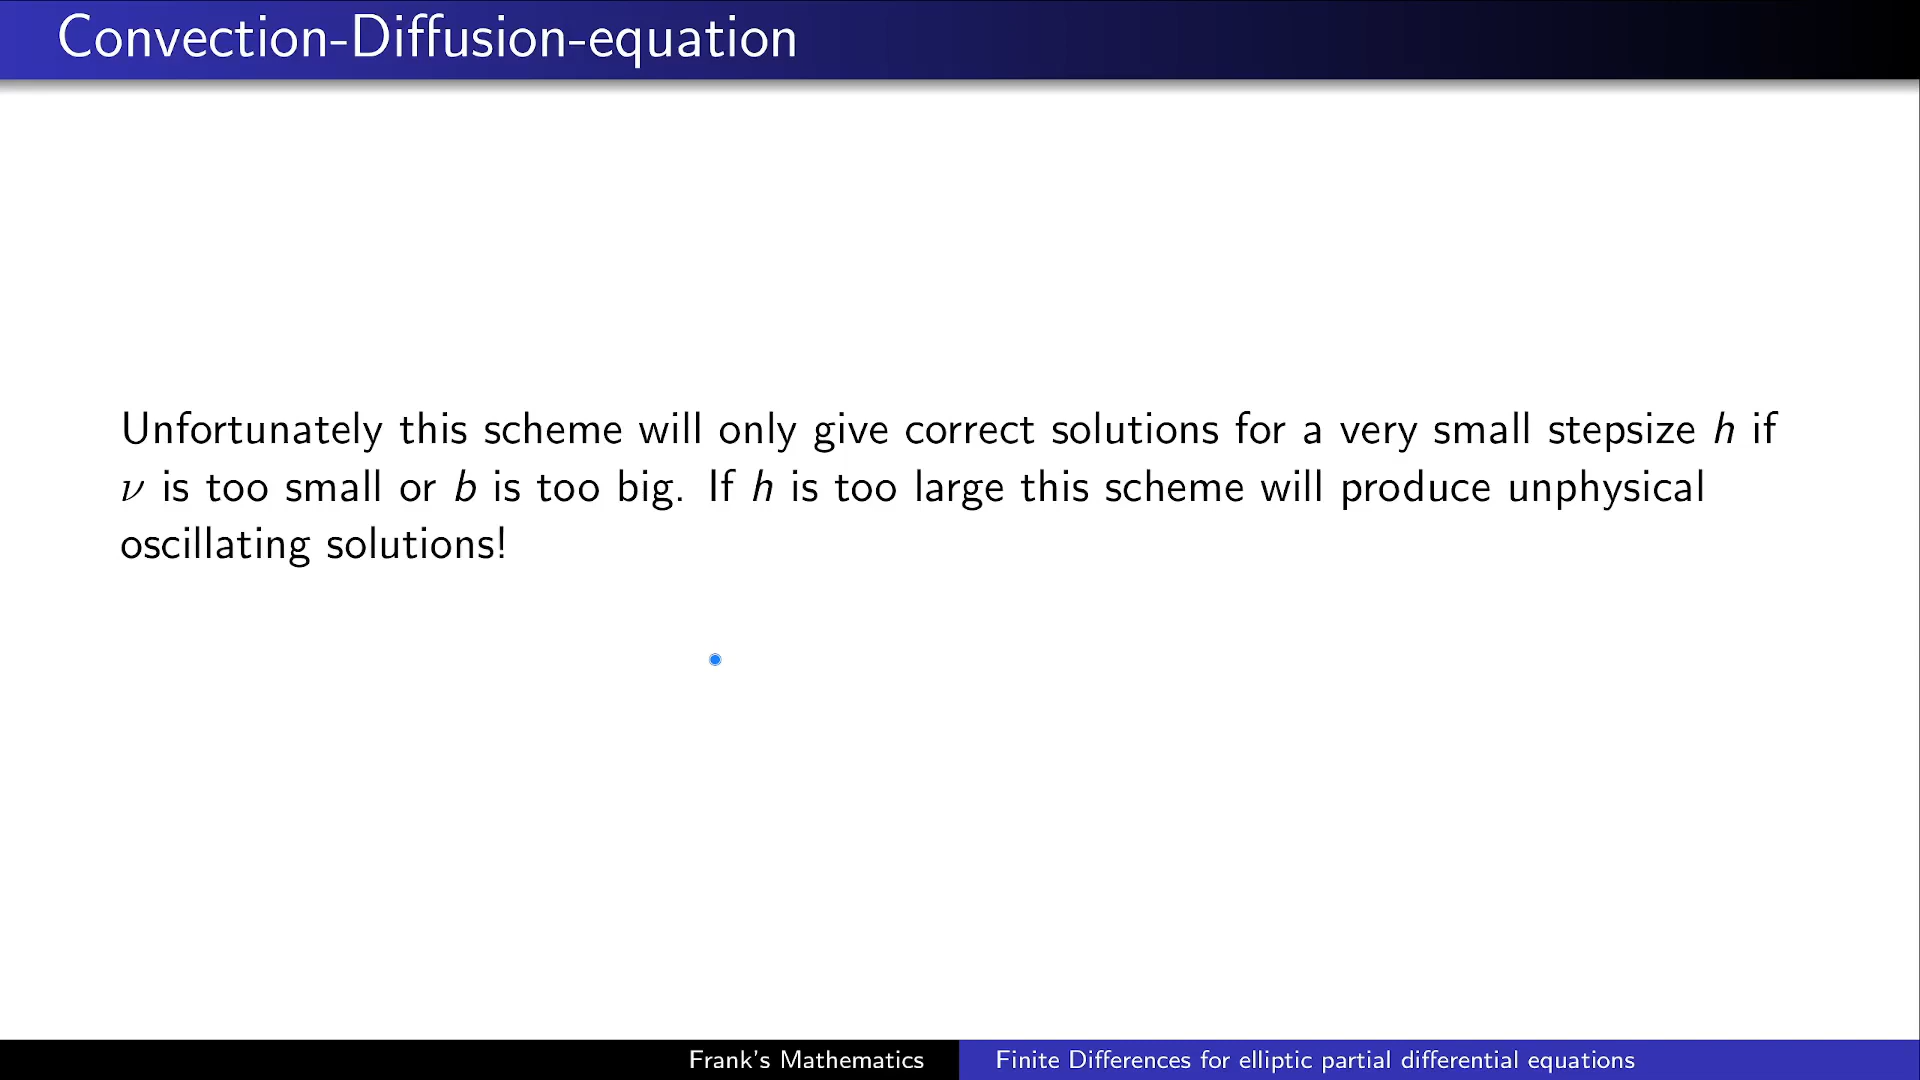 Convection-Diffusion-equation
Unfortunately this scheme will only give correct solutions for a very small stepsize h if
ν is too small or b is too big. If h is too large this scheme will produce unphysical
oscillating solutions!
Frank's Mathematics
Finite Differences for elliptic partial differential equations